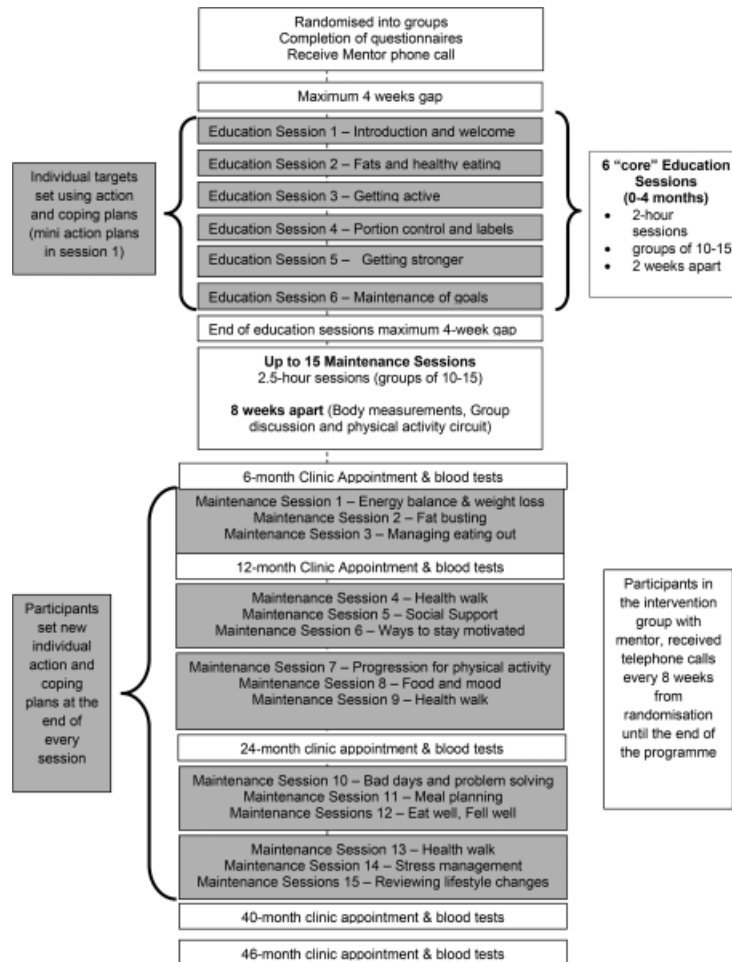 Randomised into groups
Completion of questionnaires
Receive Mentor phone call
Maximum 4 weeks gap
Individual targets
set using action
and coping plans
(mini action plans
in session 1)
Education Session 1 – Introduction and welcome
Education Session 2 – Fats and healthy eating
Education Session 3 – Getting active
Education Session 4 – Portion control and labels
Education Session 5 – Getting stronger
Education Session 6 – Maintenance of goals
6 “core” Education
Sessions
(0-4 months)
• 2-hour
sessions
• groups of 10-15
• 2 weeks apart
End of education sessions maximum 4-week gap
Up to 15 Maintenance Sessions
2.5-hour sessions (groups of 10-15)
8 weeks apart (Body measurements, Group
discussion and physical activity circuit)
6-month Clinic Appointment & blood tests
Maintenance Session 1 – Energy balance & weight loss
Maintenance Session 2 – Fat busting
Maintenance Session 3 – Managing eating out
12-month Clinic Appointment & blood tests
Participants
set new
individual
action and
coping
plans at
the end
of
every
session
Maintenance Session 4 – Health walk
Maintenance Session 5 – Social Support
Maintenance Session 6 – Ways to stay motivated
Maintenance Session 7 – Progression for physical activity
Maintenance Session 8 – Food and mood
Maintenance Session 9 – Health walk
24-month clinic appointment & blood tests
Maintenance Session 10 – Bad days and problem solving
Maintenance Session 11 – Meal planning
Maintenance Sessions 12 – Eat well, Fell well
Maintenance Session 13 – Health walk
Maintenance Session 14 – Stress management
Maintenance Sessions 15 – Reviewing lifestyle changes
Participants in
the intervention
group with
mentor, received
telephone calls
every 8 weeks
from
randomisation
until the end of
the programme
40-month clinic appointment & blood tests
46-month clinic appointment & blood tests